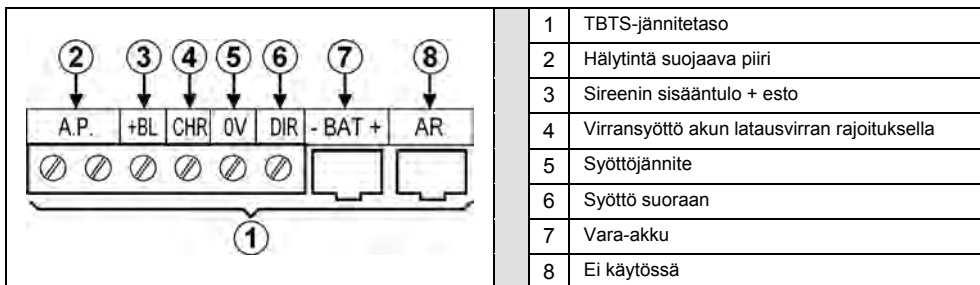 2 3 4 5 6 7 8
A.P. +BL CHR 0V DIR - BAT + AR
1
1 TBTS-jännitetaso
2 Hälytintä suojaava piiri
3 Sireenin sisääntulo + esto
4 Virransyöttö akun latausvirran rajoituksella
5 Syöttöjännite
6 Syöttö suoraan
7 Vara-akku
8 Ei käytössä